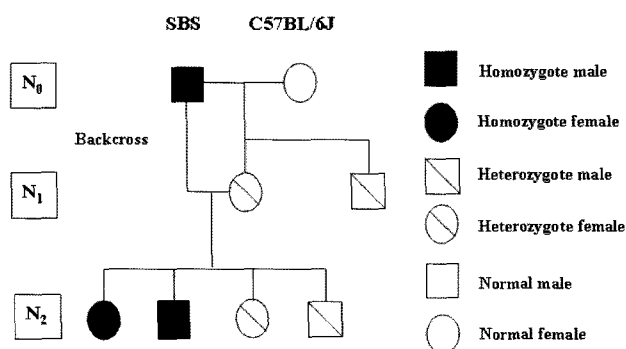 SBS C57BL/6J
N0
Backcross
N1
N2
Homozygote male
Homozygote female
Heterozygote male
Heterozygote female
Normal male
Normal female